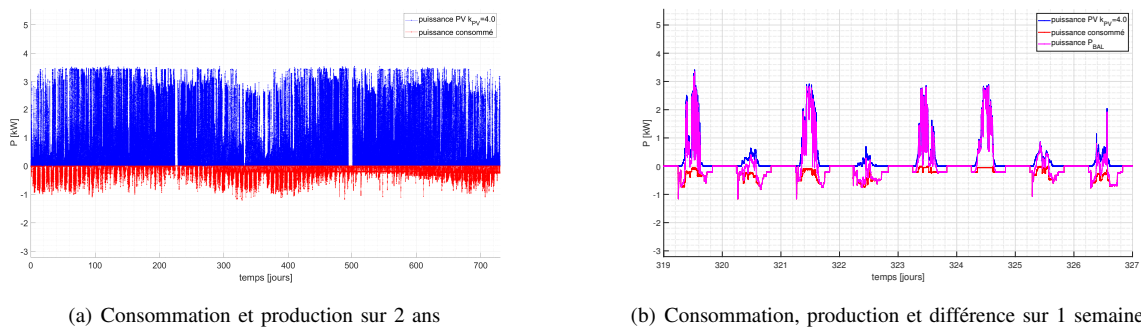 puissance PV k_PV=4.0
puissance consommé
P [kW]
5
4
3
2
1
0
-1
-2
-3
0 100 200 300 400 500 600 700
temps [jours]
(a) Consommation et production sur 2 ans
puissance PV k_PV=4.0
puissance consommé
puissance P_BAL
P [kW]
5
4
3
2
1
0
-1
-2
-3
319 320 321 322 323 324 325 326 327
temps [jours]
(b) Consommation, production et différence sur 1 semaine